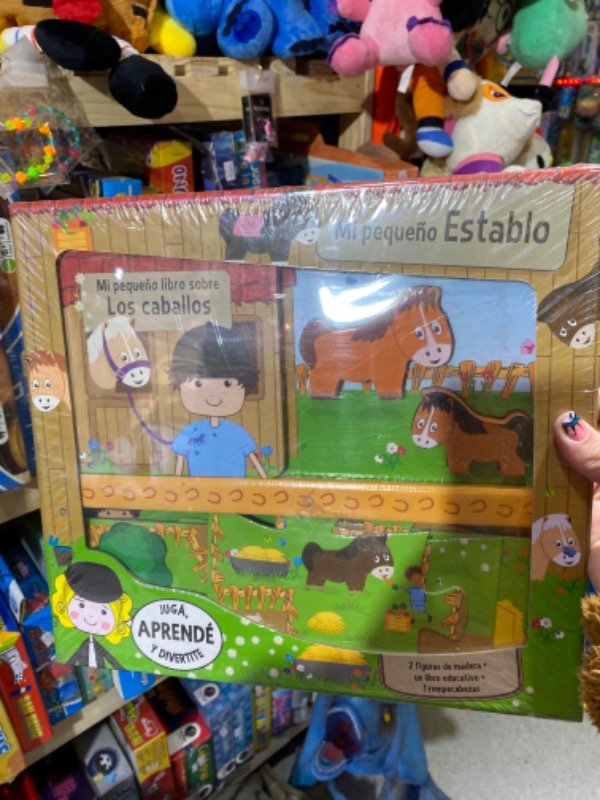 Mi pequeño Establo
Mi pequeño libro sobre
Los caballos
JUGÁ,
APRENDÉ
Y DIVERTITE
2 figuras de madera +
un libro educativo +
1 rompecabezas